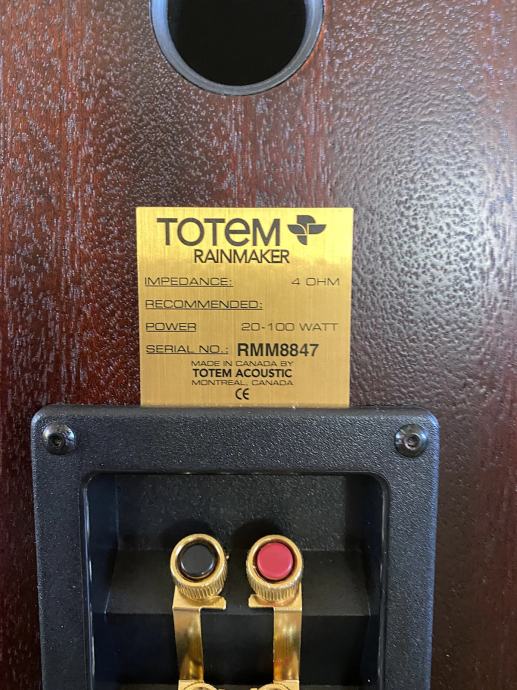 TOTEM
RAINMAKER
IMPEDANCE: 4 OHM
RECOMMENDED:
POWER 20-100 WATT
SERIAL NO.: RMM8847
MADE IN CANADA BY
TOTEM ACOUSTIC
MONTREAL, CANADA
CE